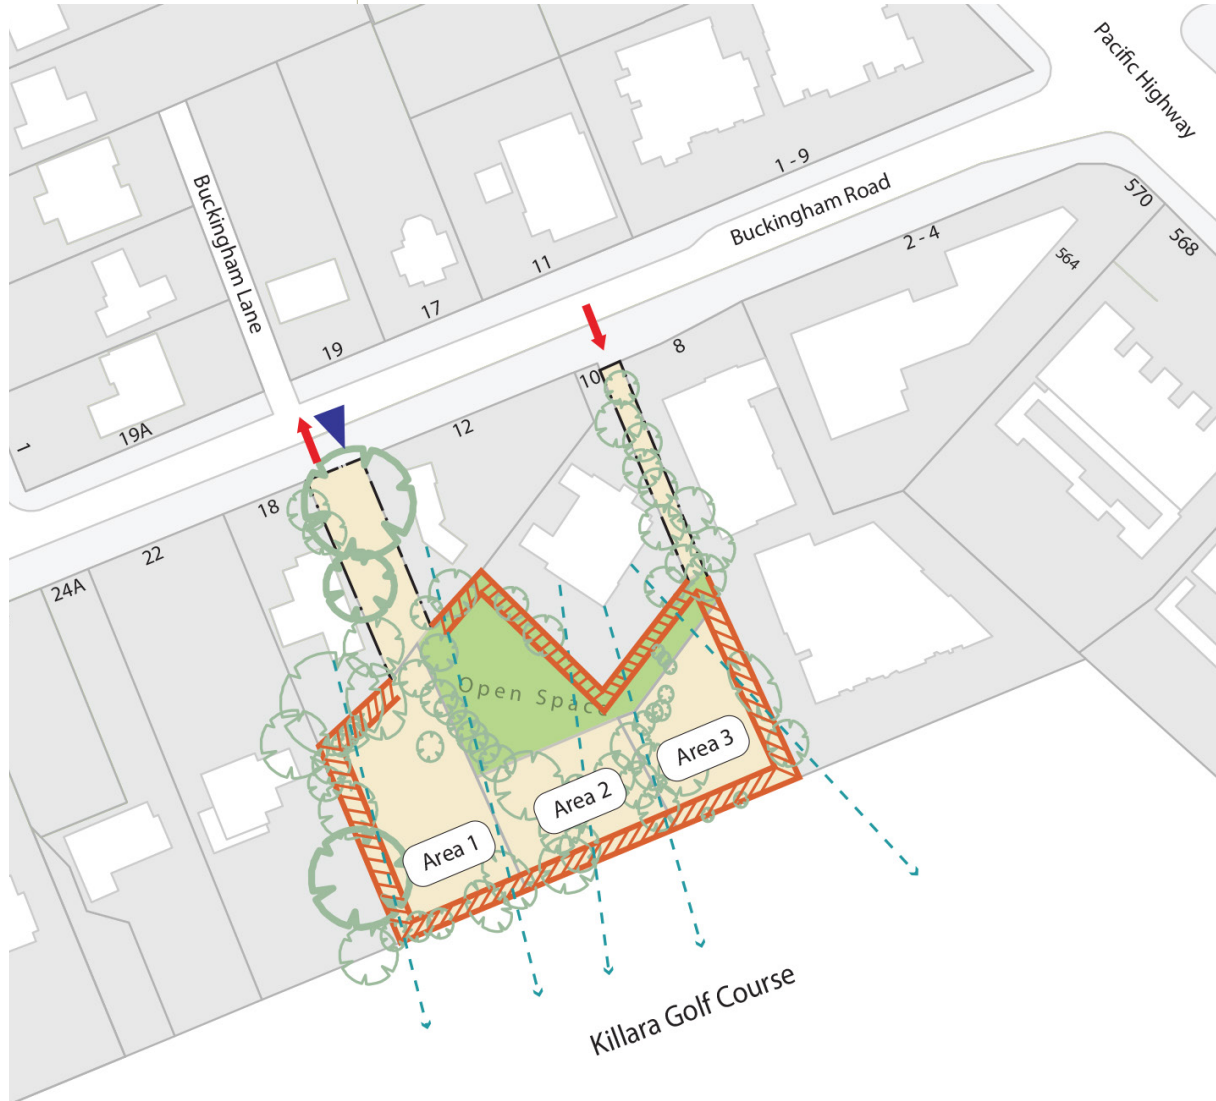 Pacific Highway
1 - 9
Buckingham Road
570
568
2 - 4
564
Buckingham Lane
11
17
19
8
10
19A
1
12
18
22
24A
Open Space
Area 3
Area 2
Area 1
Killara Golf Course